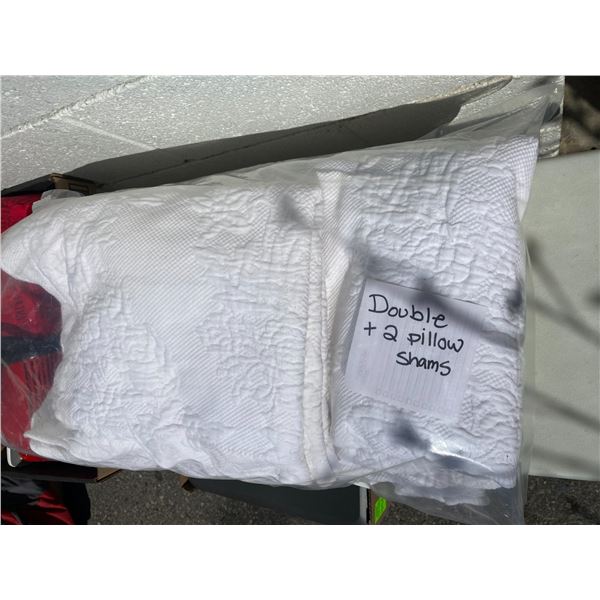 Double
+ 2 pillow
shams